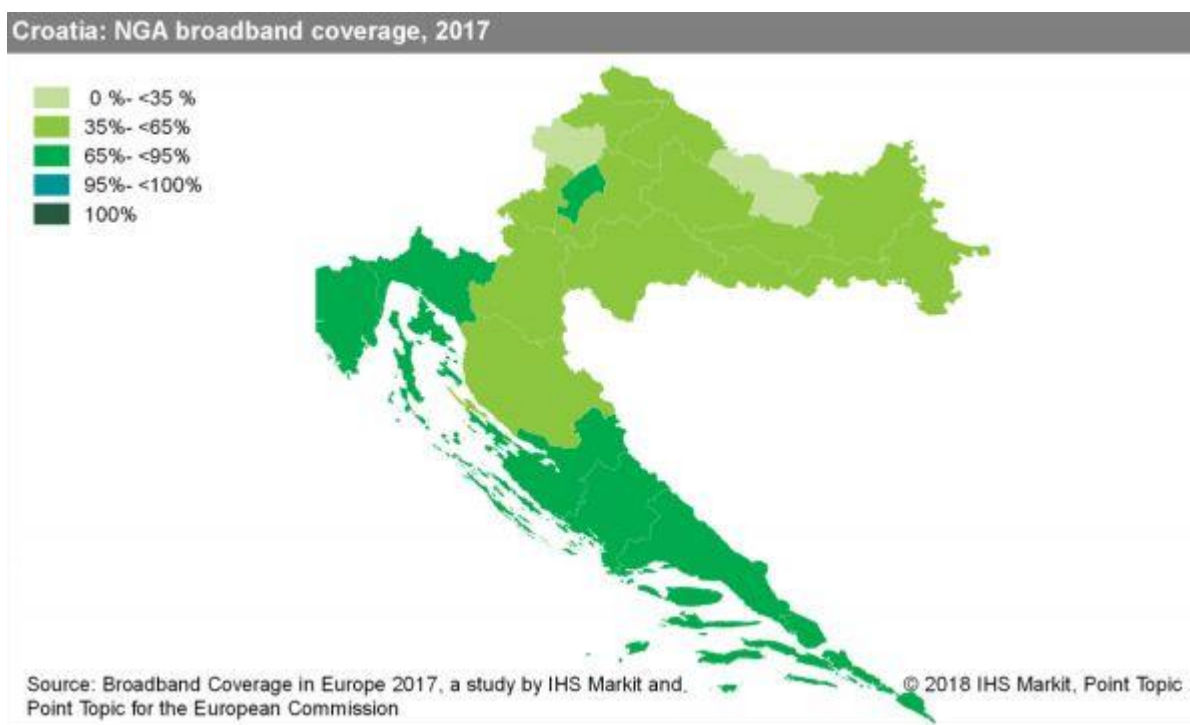 Croatia: NGA broadband coverage, 2017
0 %- <35 %
35%- <65%
65%- <95%
95%- <100%
100%
Source: Broadband Coverage in Europe 2017, a study by IHS Markit and
Point Topic for the European Commission
© 2018 IHS Markit, Point Topic